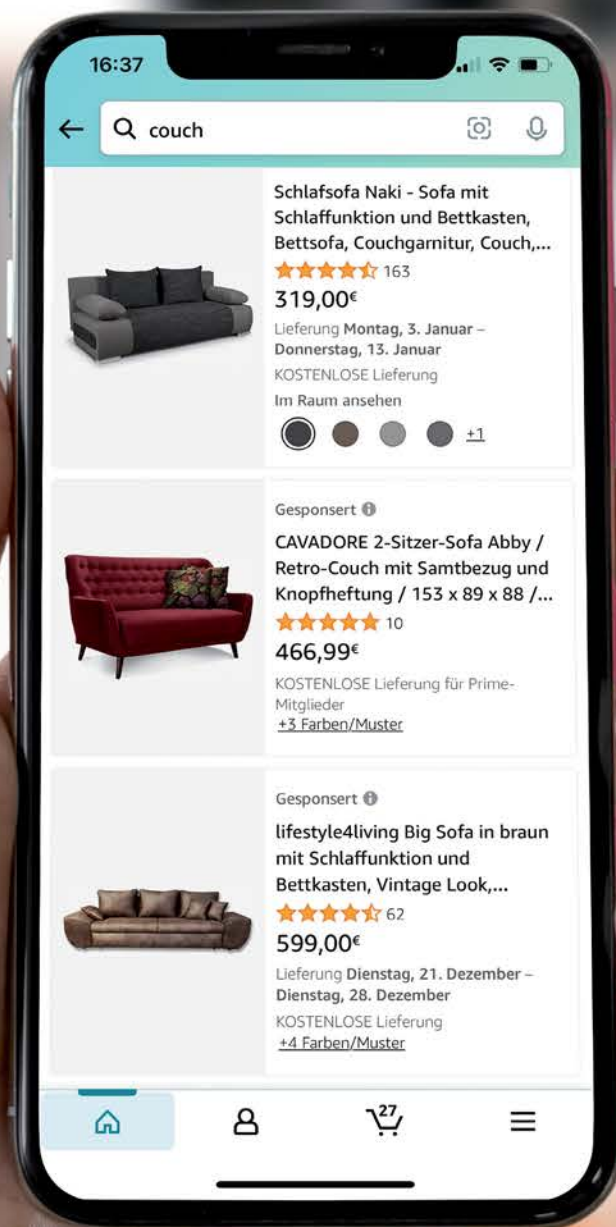 16:37
couch
Schlafsofa Naki - Sofa mit
Schlaffunktion und Bettkasten,
Bettsofa, Couchgarnitur, Couch,...
163
319,00€
Lieferung Montag, 3. Januar –
Donnerstag, 13. Januar
KOSTENLOSE Lieferung
Im Raum ansehen
+1
Gesponsert
CAVADORE 2-Sitzer-Sofa Abby /
Retro-Couch mit Samtbezug und
Knopfheftung / 153 x 89 x 88 /...
10
466,99€
KOSTENLOSE Lieferung für Prime-
Mitglieder
+3 Farben/Muster
Gesponsert
lifestyle4living Big Sofa in braun
mit Schlaffunktion und
Bettkasten, Vintage Look,...
62
599,00€
Lieferung Dienstag, 21. Dezember –
Dienstag, 28. Dezember
KOSTENLOSE Lieferung
+4 Farben/Muster
27